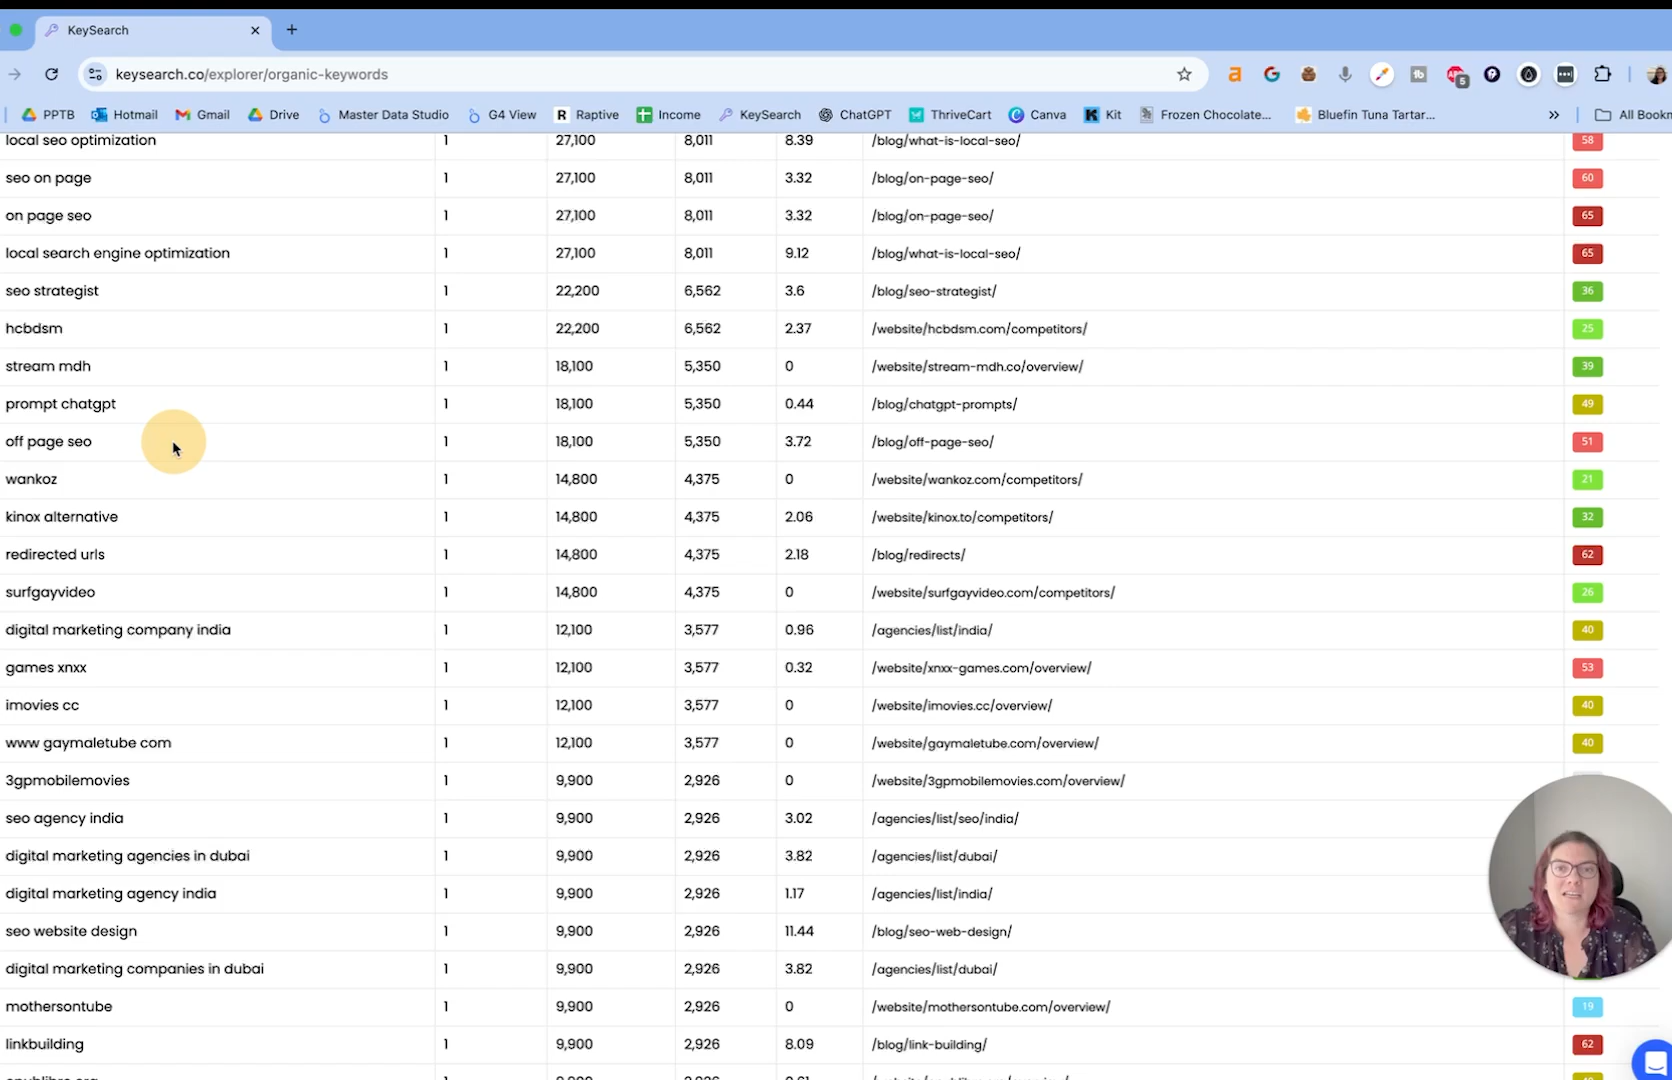 KeySearch
keysearch.co/explorer/organic-keywords
5
PPTB Hotmail Gmail Drive Master Data Studio G4 View Raptive Income KeySearch ChatGPT ThriveCart Canva Kit Frozen Chocolate... Bluefin Tuna Tartar... » All Bookm
local seo optimization 1 27,100 8,011 8.39 /blog/what-is-local-seo/ 58
seo on page 1 27,100 8,011 3.32 /blog/on-page-seo/ 60
on page seo 1 27,100 8,011 3.32 /blog/on-page-seo/ 65
local search engine optimization 1 27,100 8,011 9.12 /blog/what-is-local-seo/ 65
seo strategist 1 22,200 6,562 3.6 /blog/seo-strategist/ 36
hcbdsm 1 22,200 6,562 2.37 /website/hcbdsm.com/competitors/ 25
stream mdh 1 18,100 5,350 0 /website/stream-mdh.co/overview/ 39
prompt chatgpt 1 18,100 5,350 0.44 /blog/chatgpt-prompts/ 49
off page seo 1 18,100 5,350 3.72 /blog/off-page-seo/ 51
wankoz 1 14,800 4,375 0 /website/wankoz.com/competitors/ 21
kinox alternative 1 14,800 4,375 2.06 /website/kinox.to/competitors/ 32
redirected urls 1 14,800 4,375 2.18 /blog/redirects/ 62
surfgayvideo 1 14,800 4,375 0 /website/surfgayvideo.com/competitors/ 26
digital marketing company india 1 12,100 3,577 0.96 /agencies/list/india/ 40
games xnxx 1 12,100 3,577 0.32 /website/xnxx-games.com/overview/ 53
imovies cc 1 12,100 3,577 0 /website/imovies.cc/overview/ 40
www gaymaletube com 1 12,100 3,577 0 /website/gaymaletube.com/overview/ 40
3gpmobilemovies 1 9,900 2,926 0 /website/3gpmobilemovies.com/overview/
seo agency india 1 9,900 2,926 3.02 /agencies/list/seo/india/
digital marketing agencies in dubai 1 9,900 2,926 3.82 /agencies/list/dubai/
digital marketing agency india 1 9,900 2,926 1.17 /agencies/list/india/
seo website design 1 9,900 2,926 11.44 /blog/seo-web-design/
digital marketing companies in dubai 1 9,900 2,926 3.82 /agencies/list/dubai/
mothersontube 1 9,900 2,926 0 /website/mothersontube.com/overview/ 19
linkbuilding 1 9,900 2,926 8.09 /blog/link-building/ 62